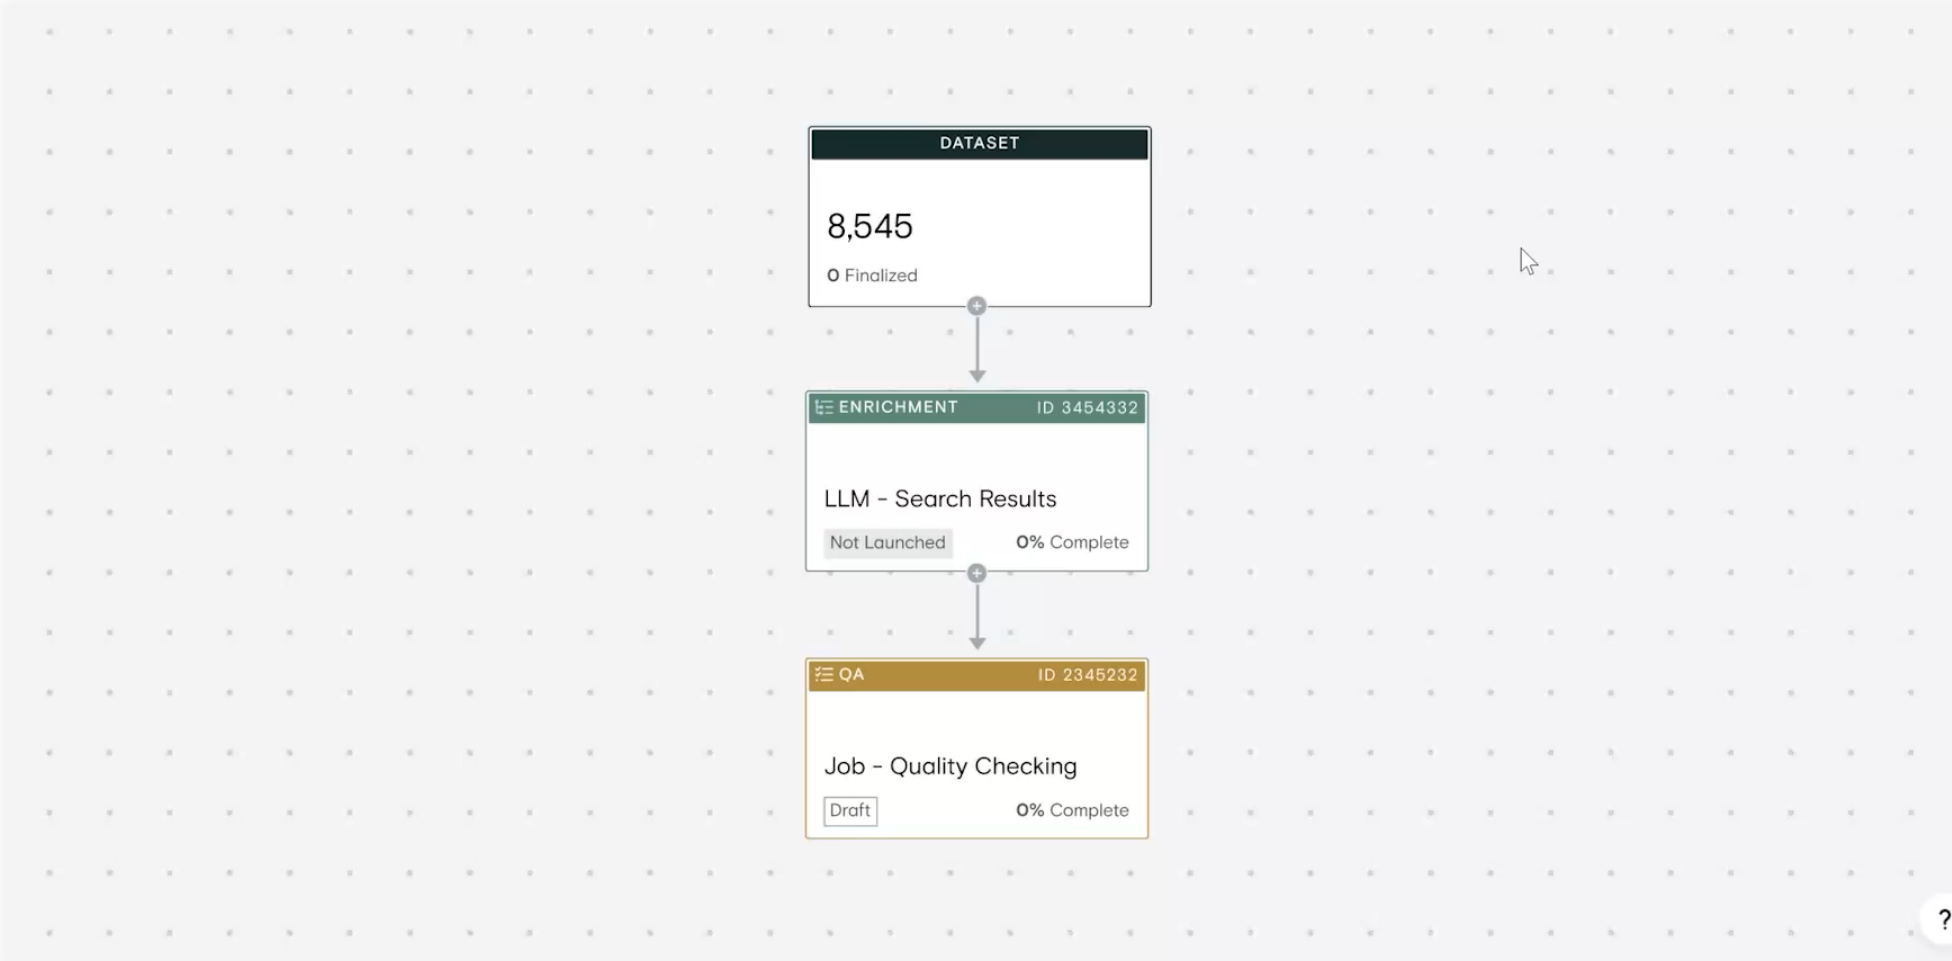 DATASET
8,545
0 Finalized
ENRICHMENT ID 3454332
LLM - Search Results
Not Launched 0% Complete
QA ID 2345232
Job - Quality Checking
Draft 0% Complete
?